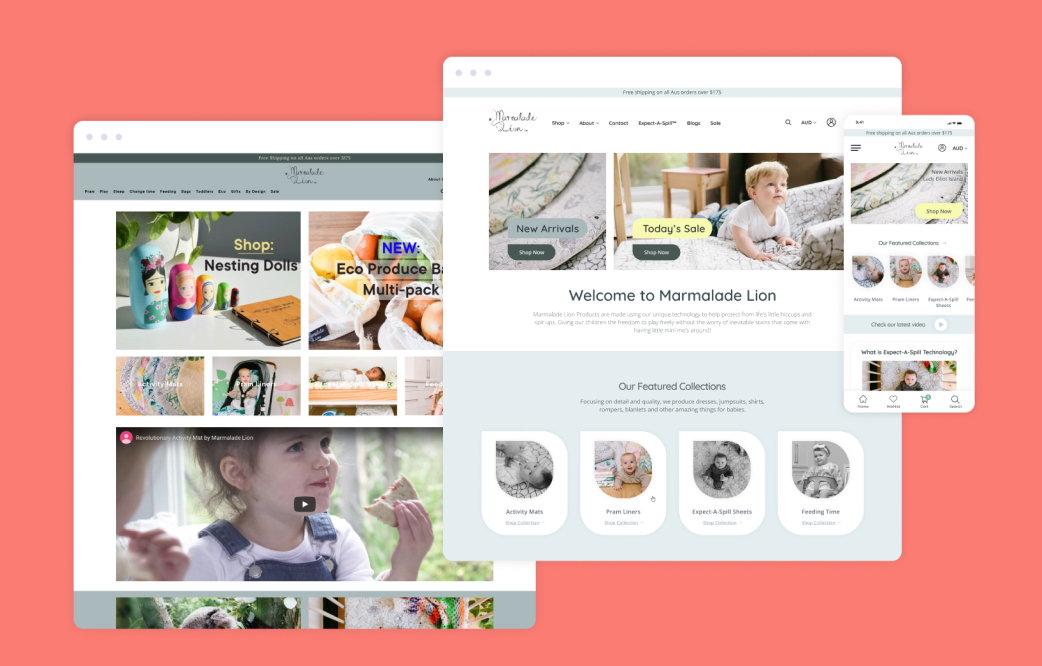 Free Shipping on all Aus orders over $175
Marmalade
Lion
About
Pram Play Sleep Change time Feeding Bags Toddlers Eco Gifts By Design Sale
Shop:
Nesting Dolls
NEW:
Eco Produce Ba
Multi-pack
Activity Mats
Pram Liners
Feed
Revolutionary Activity Mat by Marmalade Lion
Free shipping on all Aus orders over $175
Marmalade
Lion
Shop About Contact Expect-A-Spill™ Blogs Sale
AUD
New Arrivals
Shop Now
Today's Sale
Shop Now
Welcome to Marmalade Lion
Marmalade Lion Products are made using our unique technology to help protect from life's little hiccups and
spit ups. Giving our children the freedom to play freely without the worry of inevitable stains that come with
having little mini me's around!
Our Featured Collections
Focusing on detail and quality, we produce dresses, jumpsuits, shirts,
rompers, blankets and other amazing things for babies.
Activity Mats
Shop Collection →
Pram Liners
Shop Collection →
Expect-A-Spill Sheets
Shop Collection →
Feeding Time
Shop Collection →
9:41
Free shipping on all Aus orders over $175
Marmalade
Lion
AUD
New Arrivals
Lady Elliot Island
Shop Now
Our Featured Collections →
Activity Mats
Pram Liners
Expect-A-Spill
Sheets
Fee
Check our latest video
What is Expect-A-Spill Technology?
Home
Wishlist
Cart
Search